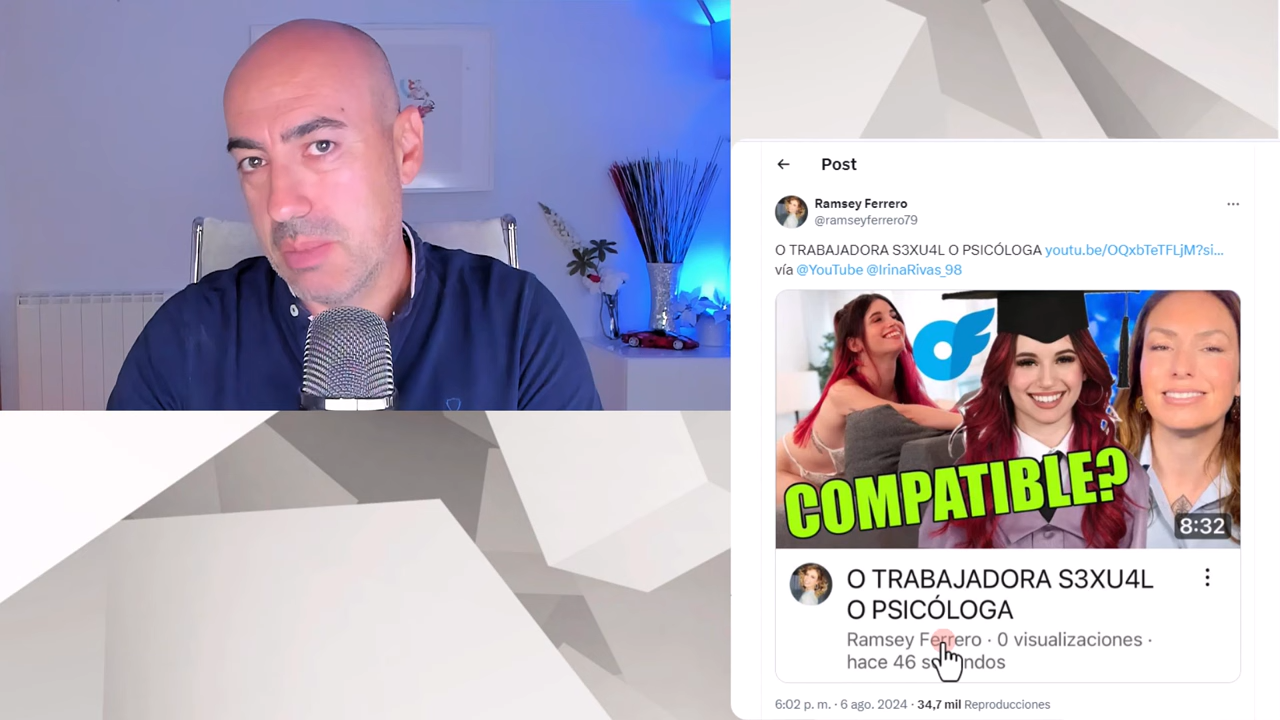 Post
Ramsey Ferrero
@ramseyferrero79
O TRABAJADORA S3XU4L O PSICÓLOGA youtu.be/OQxbTeTFLjM?si...
vía @YouTube @IrinaRivas_98
COMPATIBLE?
8:32
O TRABAJADORA S3XU4L
O PSICÓLOGA
Ramsey Ferrero · 0 visualizaciones ·
hace 46
6:02 p. m. · 6 ago. 2024 · 34,7 mil Reproducciones